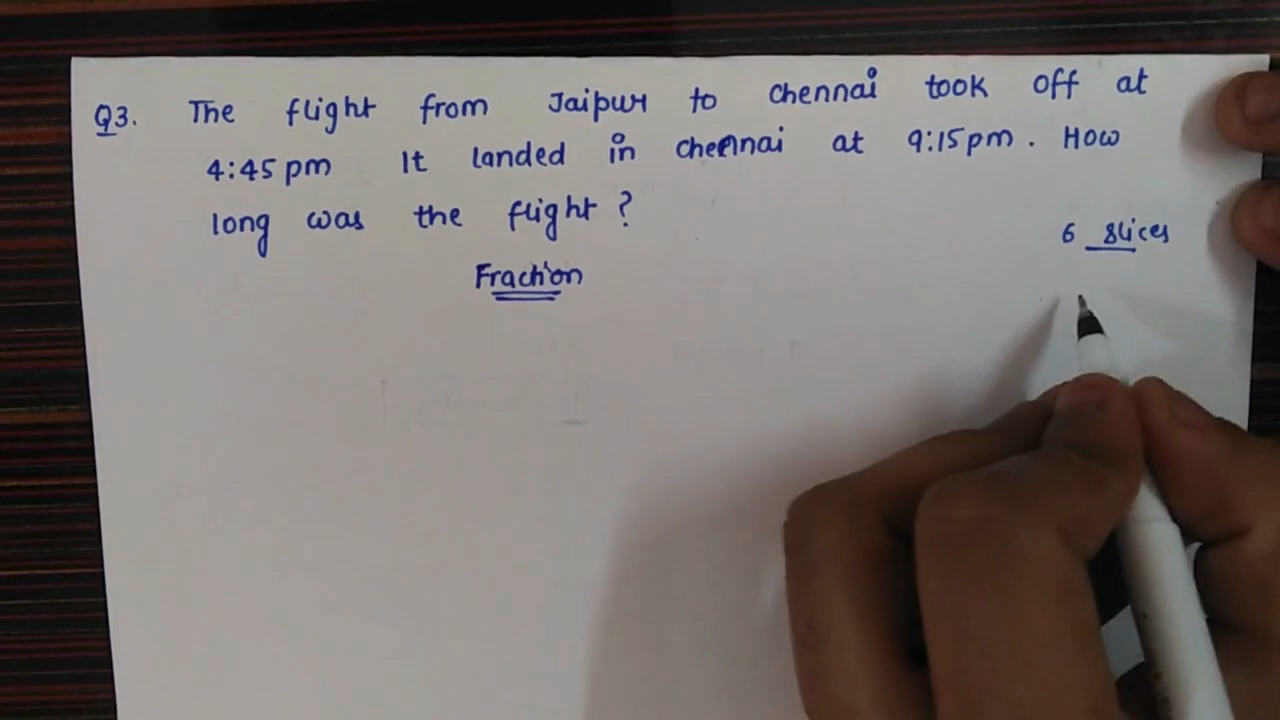 Q3. The flight from Jaipur to chennai took off at
4:45 pm It landed in chennai at 9:15 pm. How
long was the flight ?
6 slices
Fraction